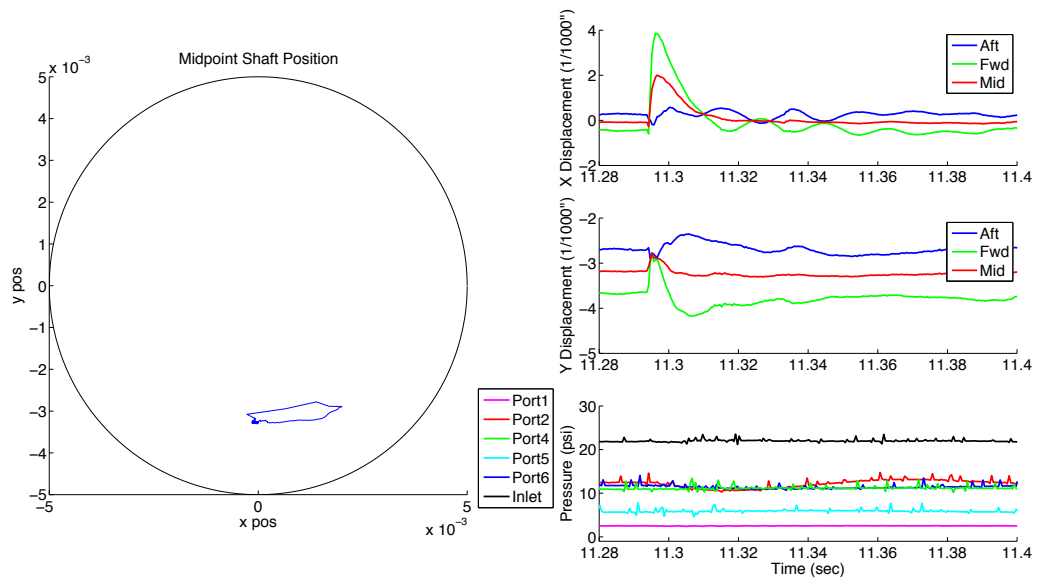 Midpoint Shaft Position
x 10⁻³
5
4
3
2
1
0
−1
−2
−3
−4
−5
y pos
−5
0
5
x 10⁻³
x pos
Port1
Port2
Port4
Port5
Port6
Inlet
X Displacement (1/1000")
4
2
0
−2
11.28
11.3
11.32
11.34
11.36
11.38
11.4
Aft
Fwd
Mid
Y Displacement (1/1000")
−2
−3
−4
−5
11.28
11.3
11.32
11.34
11.36
11.38
11.4
Aft
Fwd
Mid
Pressure (psi)
30
20
10
0
11.28
11.3
11.32
11.34
11.36
11.38
11.4
Time (sec)